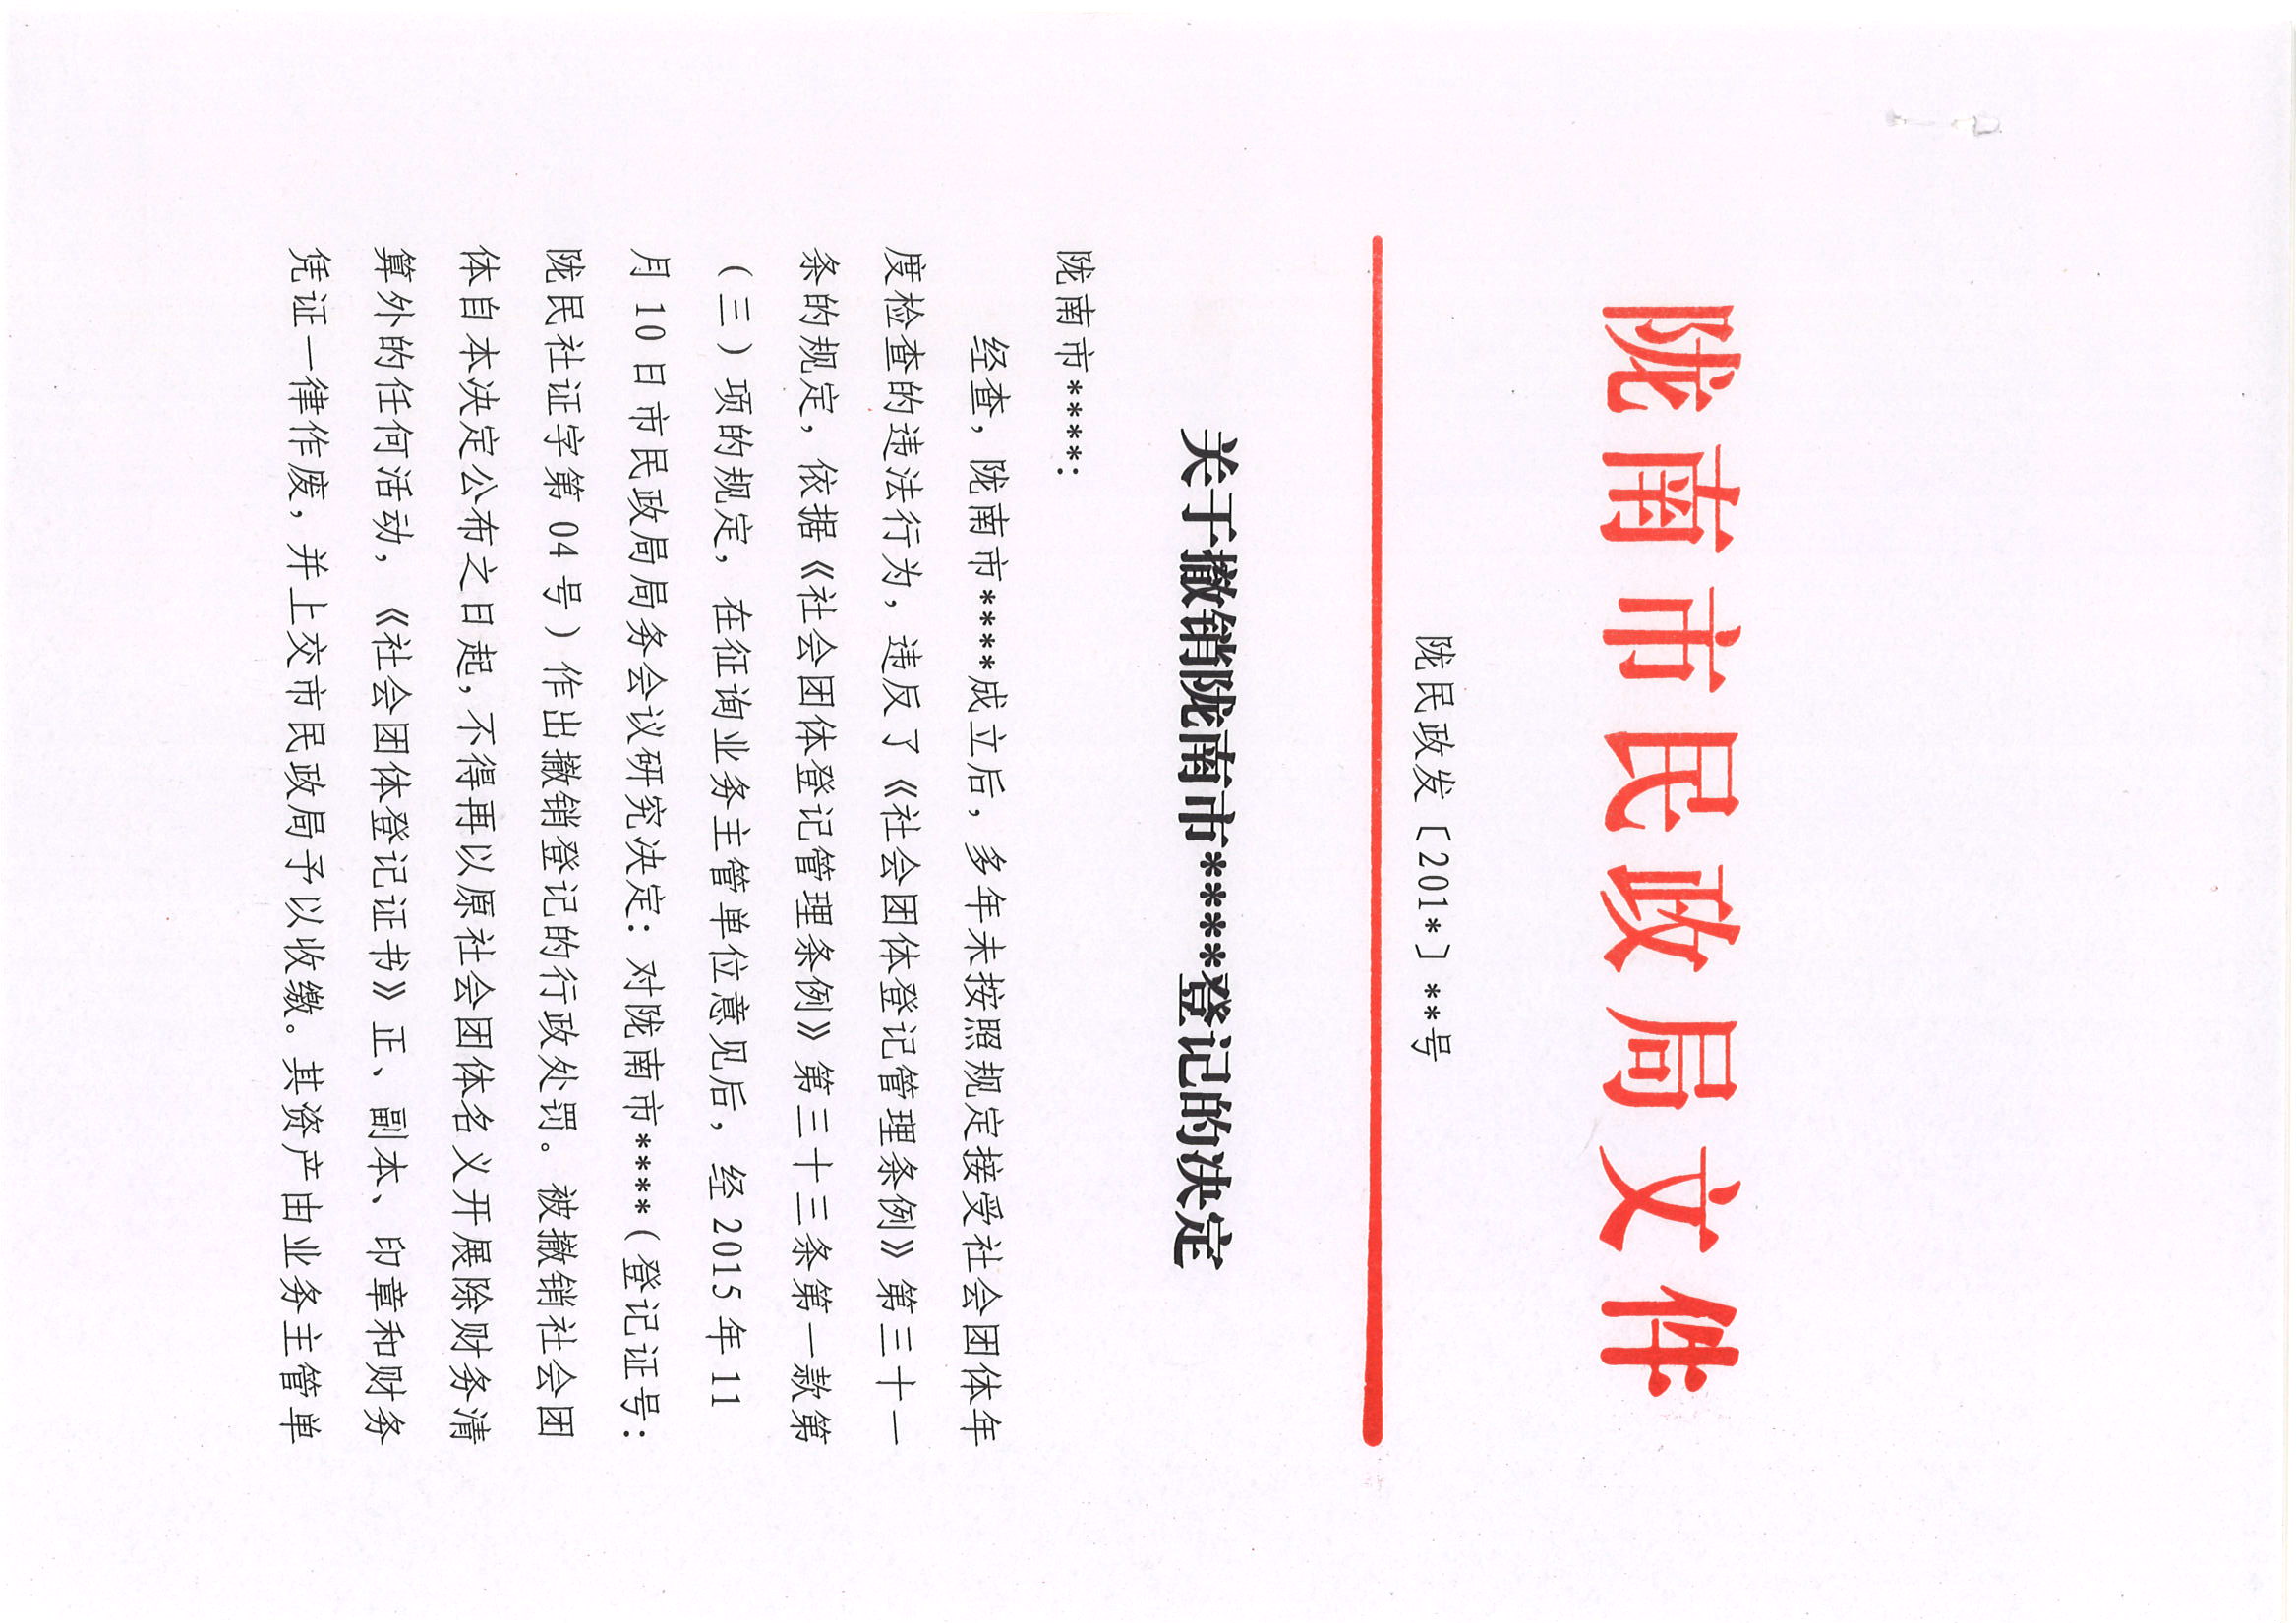 陇南市民政局文件
陇民政发〔201*〕**号
关于撤销陇南市****登记的决定
陇南市****：
经查，陇南市****成立后，多年未按照规定接受社会团体年
度检查的违法行为，违反了《社会团体登记管理条例》第三十一
条的规定，依据《社会团体登记管理条例》第三十三条第一款第
（三）项的规定，在征询业务主管单位意见后，经 2015 年 11
月 10 日市民政局局务会议研究决定：对陇南市****（登记证号：
陇民社证字第 04 号）作出撤销登记的行政处罚。被撤销社会团
体自本决定公布之日起，不得再以原社会团体名义开展除财务清
算外的任何活动，《社会团体登记证书》正、副本、印章和财务
凭证一律作废，并上交市民政局予以收缴。其资产由业务主管单